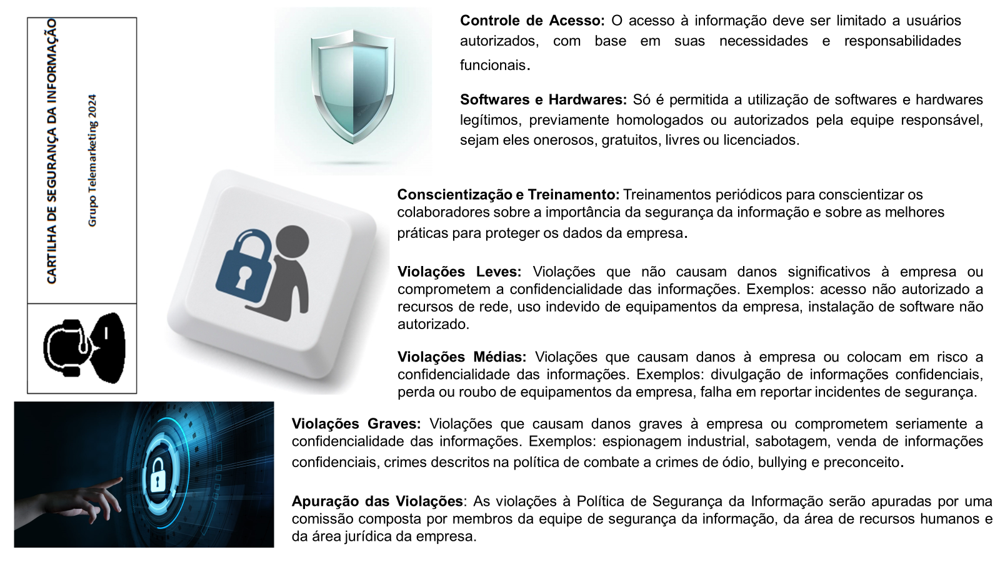 CARTILHA DE SEGURANÇA DA INFORMAÇÃO
Grupo Telemarketing 2024
Controle de Acesso: O acesso à informação deve ser limitado a usuários
autorizados, com base em suas necessidades e responsabilidades
funcionais.
Softwares e Hardwares: Só é permitida a utilização de softwares e hardwares
legítimos, previamente homologados ou autorizados pela equipe responsável,
sejam eles onerosos, gratuitos, livres ou licenciados.
Conscientização e Treinamento: Treinamentos periódicos para conscientizar os
colaboradores sobre a importância da segurança da informação e sobre as melhores
práticas para proteger os dados da empresa.
Violações Leves: Violações que não causam danos significativos à empresa ou
comprometem a confidencialidade das informações. Exemplos: acesso não autorizado a
recursos de rede, uso indevido de equipamentos da empresa, instalação de software não
autorizado.
Violações Médias: Violações que causam danos à empresa ou colocam em risco a
confidencialidade das informações. Exemplos: divulgação de informações confidenciais,
perda ou roubo de equipamentos da empresa, falha em reportar incidentes de segurança.
Violações Graves: Violações que causam danos graves à empresa ou comprometem seriamente a
confidencialidade das informações. Exemplos: espionagem industrial, sabotagem, venda de informações
confidenciais, crimes descritos na política de combate a crimes de ódio, bullying e preconceito.
Apuração das Violações: As violações à Política de Segurança da Informação serão apuradas por uma
comissão composta por membros da equipe de segurança da informação, da área de recursos humanos e
da área jurídica da empresa.